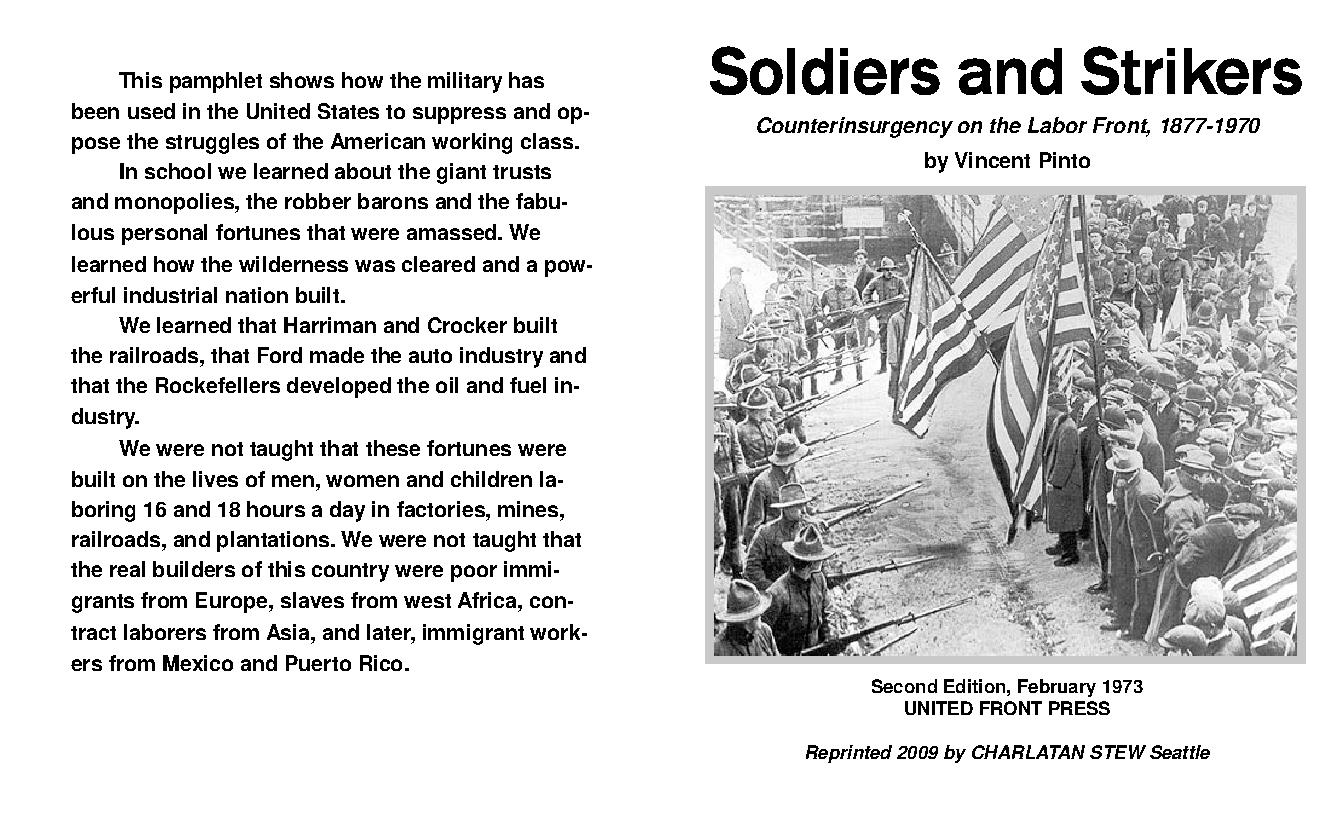 This pamphlet shows how the military has
been used in the United States to suppress and op-
pose the struggles of the American working class.
In school we learned about the giant trusts
and monopolies, the robber barons and the fabu-
lous personal fortunes that were amassed. We
learned how the wilderness was cleared and a pow-
erful industrial nation built.
We learned that Harriman and Crocker built
the railroads, that Ford made the auto industry and
that the Rockefellers developed the oil and fuel in-
dustry.
We were not taught that these fortunes were
built on the lives of men, women and children la-
boring 16 and 18 hours a day in factories, mines,
railroads, and plantations. We were not taught that
the real builders of this country were poor immi-
grants from Europe, slaves from west Africa, con-
tract laborers from Asia, and later, immigrant work-
ers from Mexico and Puerto Rico.
Soldiers and Strikers
Counterinsurgency on the Labor Front, 1877-1970
by Vincent Pinto
Second Edition, February 1973
UNITED FRONT PRESS
Reprinted 2009 by CHARLATAN STEW Seattle